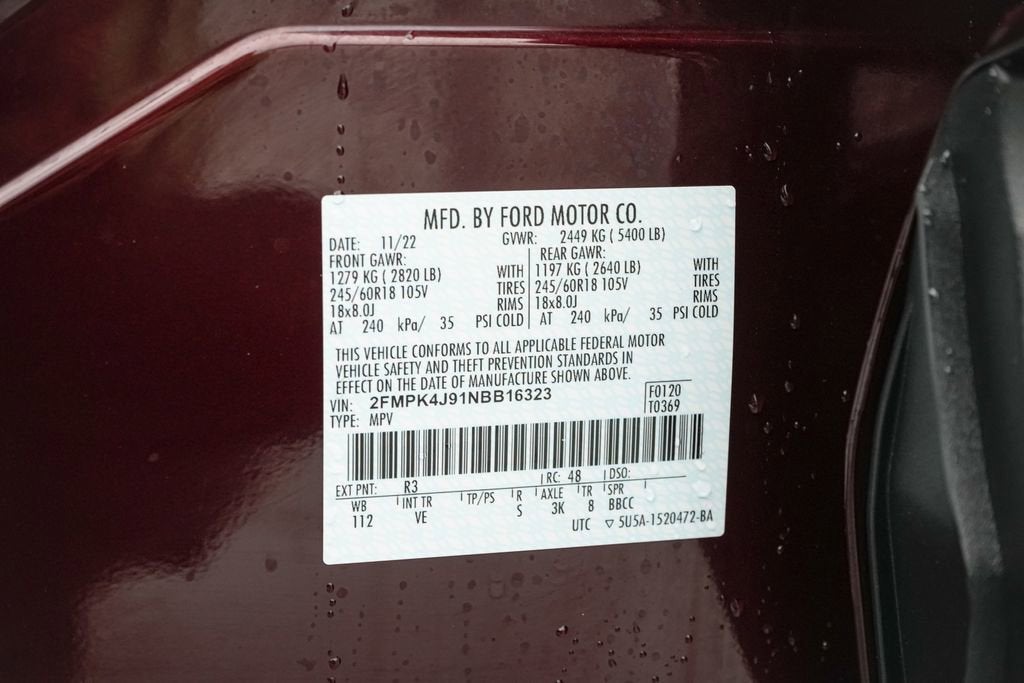 MFD. BY FORD MOTOR CO.
DATE: 11/22 GVWR: 2449 KG ( 5400 LB)
FRONT GAWR: REAR GAWR:
1279 KG ( 2820 LB) WITH 1197 KG ( 2640 LB) WITH
245/60R18 105V TIRES 245/60R18 105V TIRES
18x8.0J RIMS 18x8.0J RIMS
AT 240 kPa/ 35 PSI COLD AT 240 kPa/ 35 PSI COLD
THIS VEHICLE CONFORMS TO ALL APPLICABLE FEDERAL MOTOR
VEHICLE SAFETY AND THEFT PREVENTION STANDARDS IN
EFFECT ON THE DATE OF MANUFACTURE SHOWN ABOVE.
VIN: 2FMPK4J91NBB16323 F0120
TYPE: MPV T0369
EXT PNT: R3 RC: 48 DSO:
WB INT TR TP/PS R AXLE TR SPR
112 VE S 3K 8 BBCC
UTC ▽ 5U5A-1520472-BA